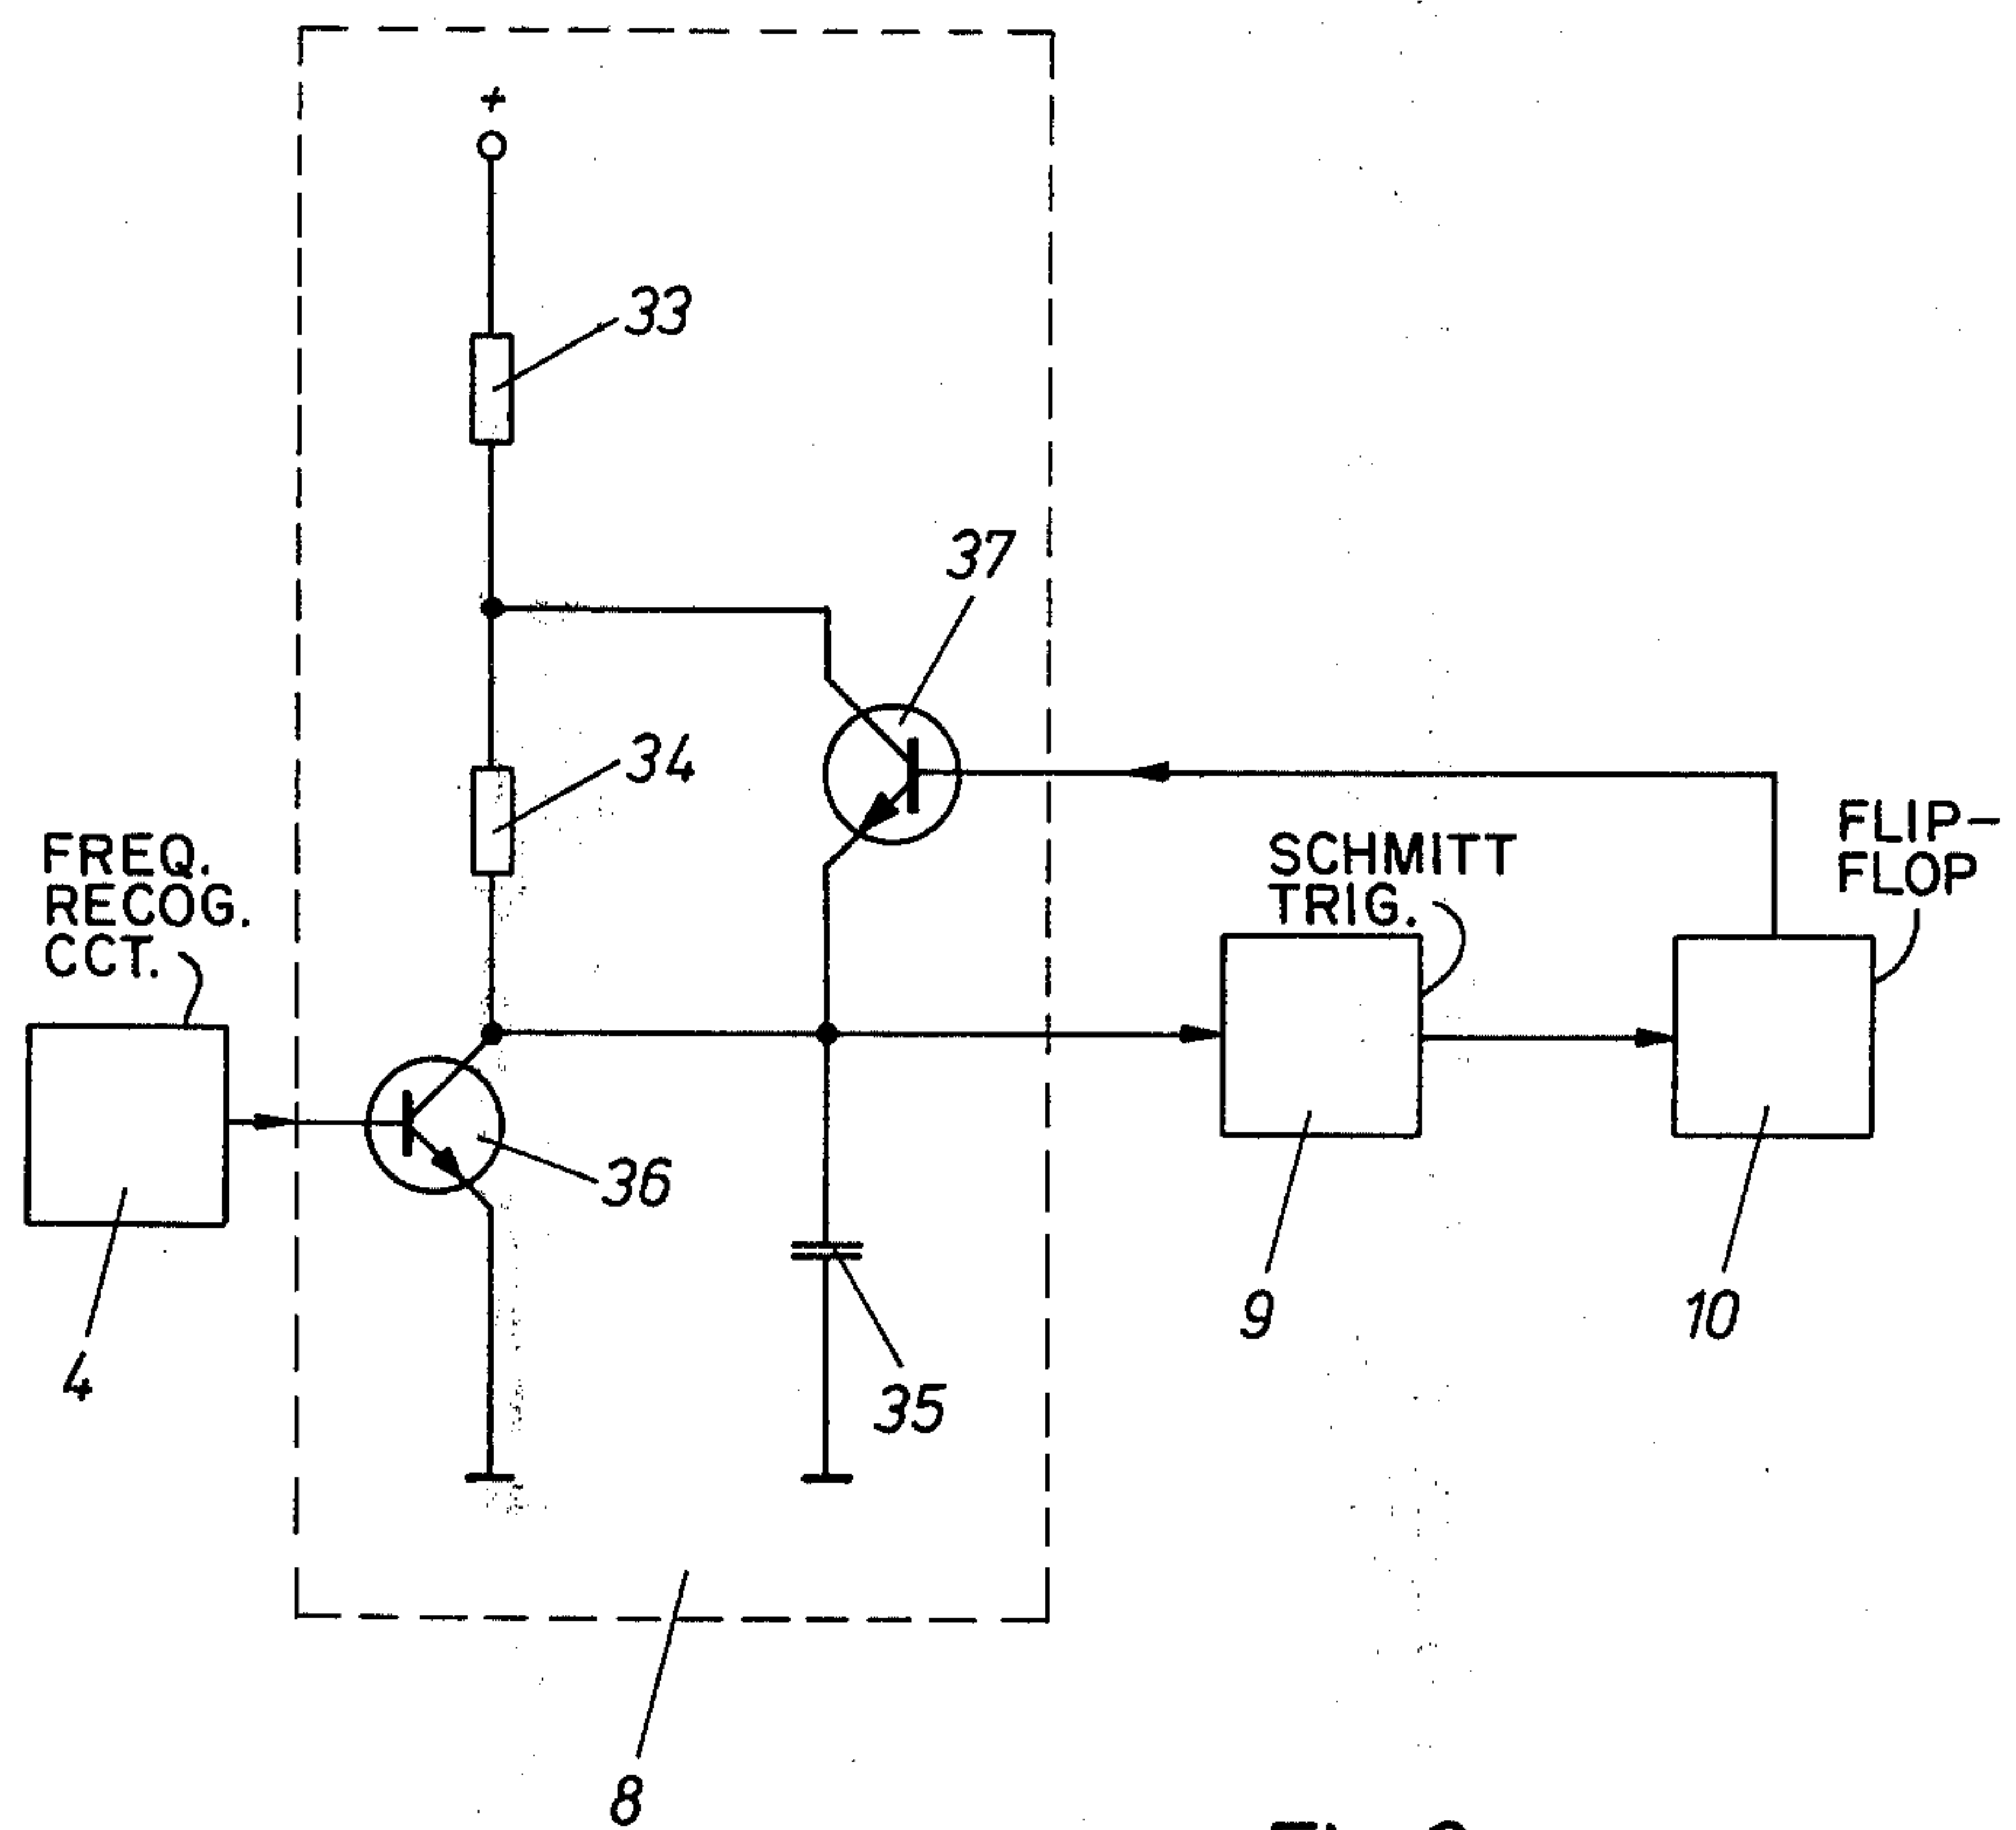 +
33
37
34
FREQ.
RECOG.
CCT.
SCHMITT
TRIG.
FLIP-
FLOP
36
4
35
9
10
8